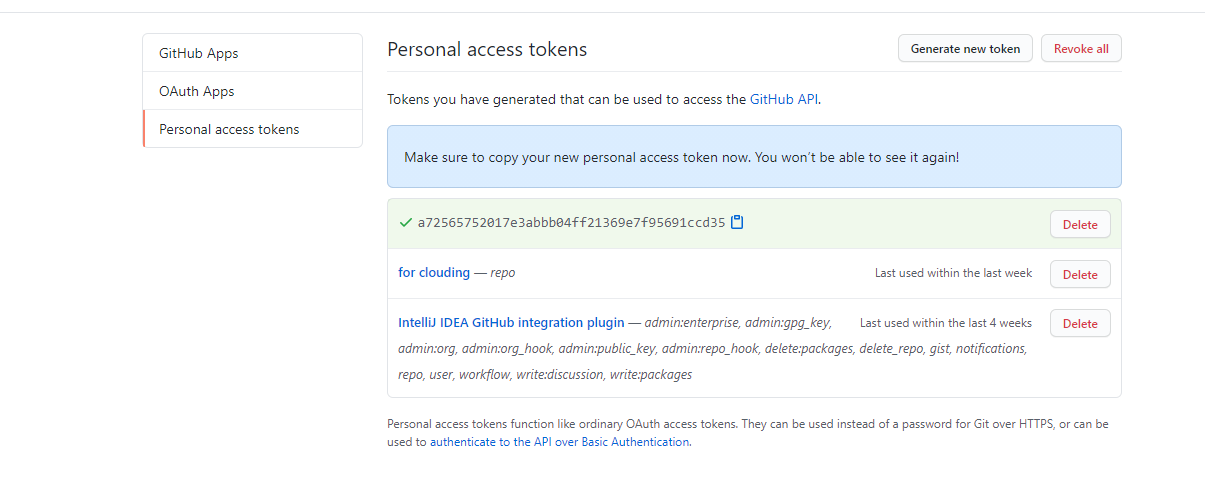 GitHub Apps
OAuth Apps
Personal access tokens
Personal access tokens
Generate new token
Revoke all
Tokens you have generated that can be used to access the GitHub API.
Make sure to copy your new personal access token now. You won't be able to see it again!
a72565752017e3abbb04ff21369e7f95691ccd35
Delete
for clouding — repo
Last used within the last week
Delete
IntelliJ IDEA GitHub integration plugin — admin:enterprise, admin:gpg_key,
Last used within the last 4 weeks
Delete
admin:org, admin:org_hook, admin:public_key, admin:repo_hook, delete:packages, delete_repo, gist, notifications,
repo, user, workflow, write:discussion, write:packages
Personal access tokens function like ordinary OAuth access tokens. They can be used instead of a password for Git over HTTPS, or can be
used to authenticate to the API over Basic Authentication.